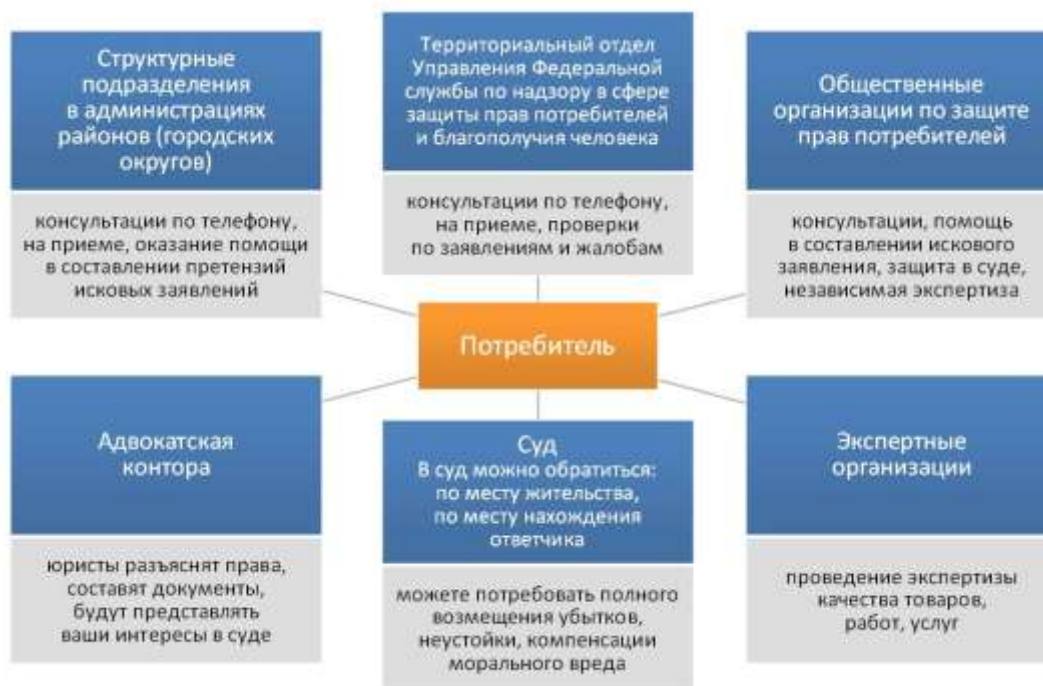 Структурные
подразделения
в администрациях
районов (городских
округов)
консультации по телефону,
на приеме, оказание помощи
в составлении претензий
исковых заявлений
Территориальный отдел
Управления Федеральной
службы по надзору в сфере
защиты прав потребителей
и благополучия человека
консультации по телефону,
на приеме, проверки
по заявлениям и жалобам
Общественные
организации по защите
прав потребителей
консультации, помощь
в составлении искового
заявления, защита в суде,
независимая экспертиза
Потребитель
Адвокатская
контора
юристы разъяснят права,
составят документы,
будут представлять
ваши интересы в суде
Суд
В суд можно обратиться:
по месту жительства,
по месту нахождения
ответчика
можете потребовать полного
возмещения убытков,
неустойки, компенсации
морального вреда
Экспертные
организации
проведение экспертизы
качества товаров,
работ, услуг